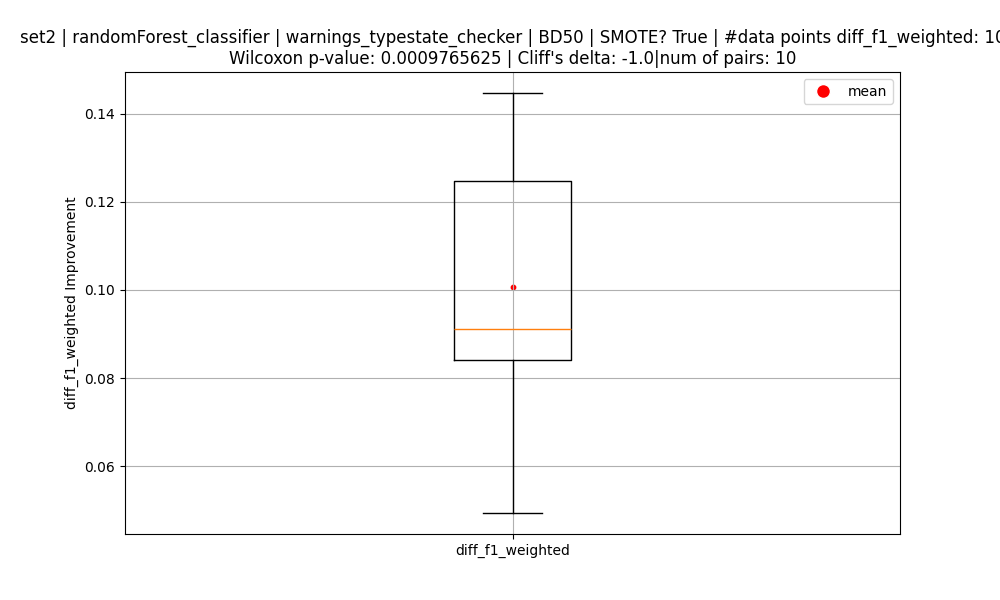 set2 | randomForest_classifier | warnings_typestate_checker | BD50 | SMOTE? True | #data points diff_f1_weighted: 10
Wilcoxon p-value: 0.0009765625 | Cliff's delta: -1.0|num of pairs: 10
mean
0.14
0.12
0.10
0.08
0.06
diff_f1_weighted Improvement
diff_f1_weighted